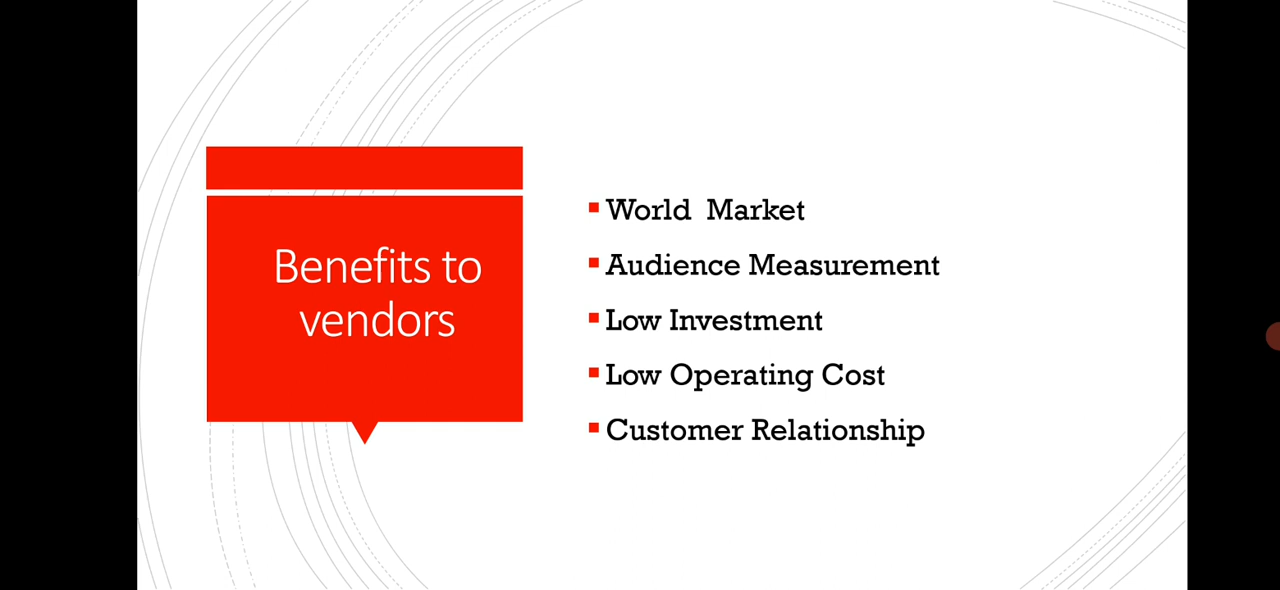 Benefits to
vendors
World Market
Audience Measurement
Low Investment
Low Operating Cost
Customer Relationship